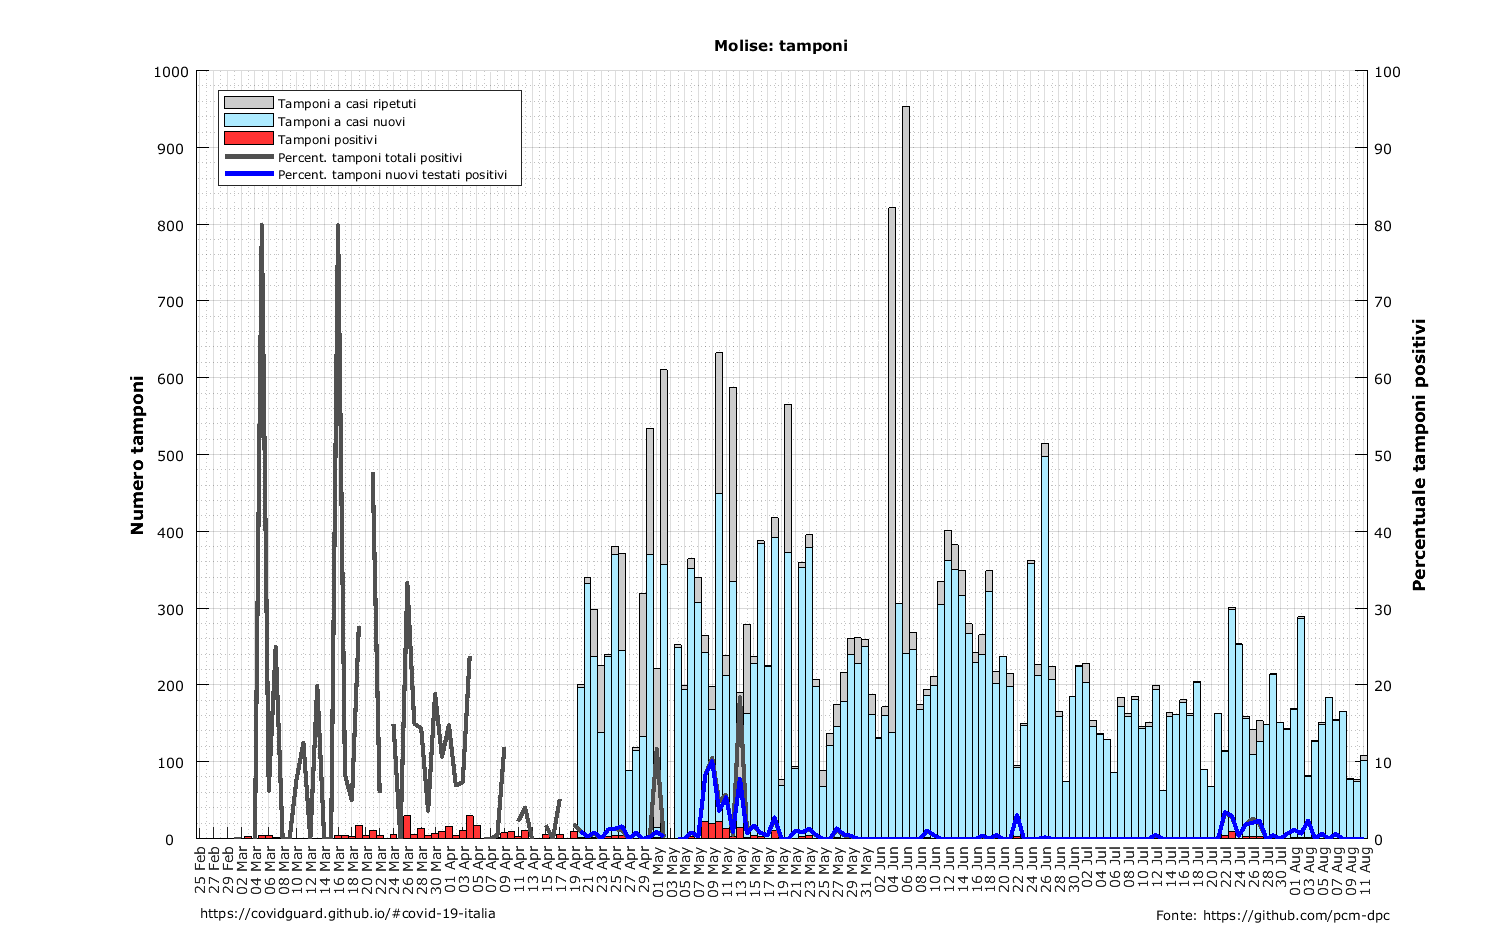 Molise: tamponi
1000
900
800
700
600
500
400
300
200
100
0
Numero tamponi
Tamponi a casi ripetuti
Tamponi a casi nuovi
Tamponi positivi
Percent. tamponi totali positivi
Percent. tamponi nuovi testati positivi
100
90
80
70
60
50
40
30
20
10
0
Percentuale tamponi positivi
25 Feb
27 Feb
29 Feb
02 Mar
04 Mar
06 Mar
08 Mar
10 Mar
12 Mar
14 Mar
16 Mar
18 Mar
20 Mar
22 Mar
24 Mar
26 Mar
28 Mar
30 Mar
01 Apr
03 Apr
05 Apr
07 Apr
09 Apr
11 Apr
13 Apr
15 Apr
17 Apr
19 Apr
21 Apr
23 Apr
25 Apr
27 Apr
29 Apr
01 May
03 May
05 May
07 May
09 May
11 May
13 May
15 May
17 May
19 May
21 May
23 May
25 May
27 May
29 May
31 May
02 Jun
04 Jun
06 Jun
08 Jun
10 Jun
12 Jun
14 Jun
16 Jun
18 Jun
20 Jun
22 Jun
24 Jun
26 Jun
28 Jun
30 Jun
02 Jul
04 Jul
06 Jul
08 Jul
10 Jul
12 Jul
14 Jul
16 Jul
18 Jul
20 Jul
22 Jul
24 Jul
26 Jul
28 Jul
30 Jul
01 Aug
03 Aug
05 Aug
07 Aug
09 Aug
11 Aug
https://covidguard.github.io/#covid-19-italia
Fonte: https://github.com/pcm-dpc